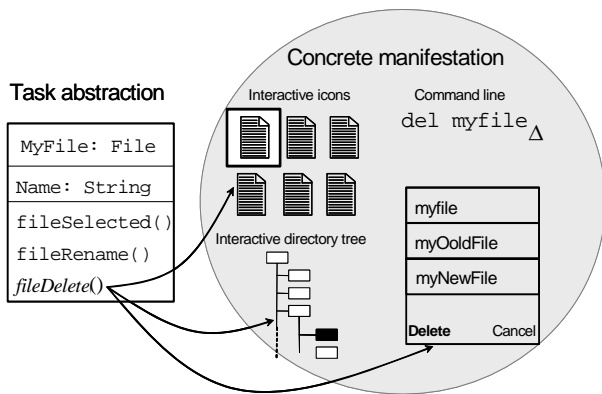 Task abstraction
MyFile: File
Name: String
fileSelected()
fileRename()
fileDelete()
Concrete manifestation
Interactive icons
Command line
del myfile Δ
Interactive directory tree
myfile
myOoldFile
myNewFile
Delete Cancel